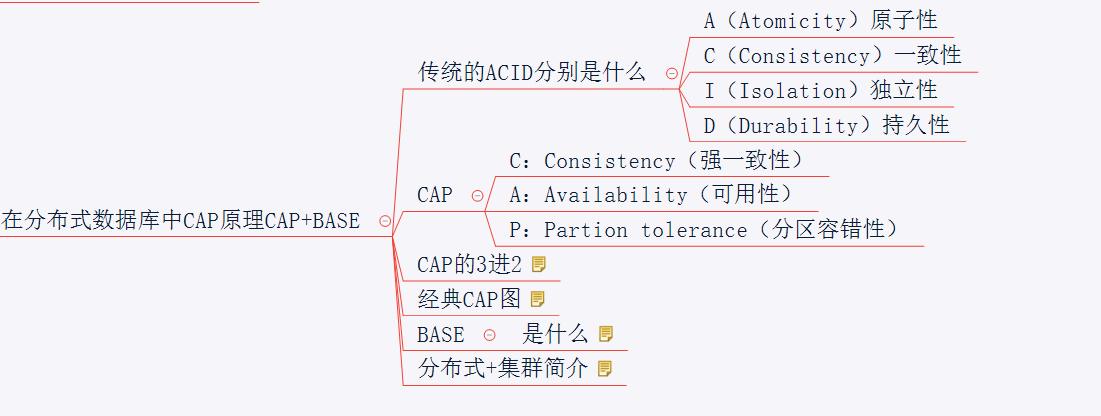 在分布式数据库中CAP原理CAP+BASE
传统的ACID分别是什么
A（Atomicity）原子性
C（Consistency）一致性
I（Isolation）独立性
D（Durability）持久性
CAP
C：Consistency（强一致性）
A：Availability（可用性）
P：Partion tolerance（分区容错性）
CAP的3进2
经典CAP图
BASE 是什么
分布式+集群简介